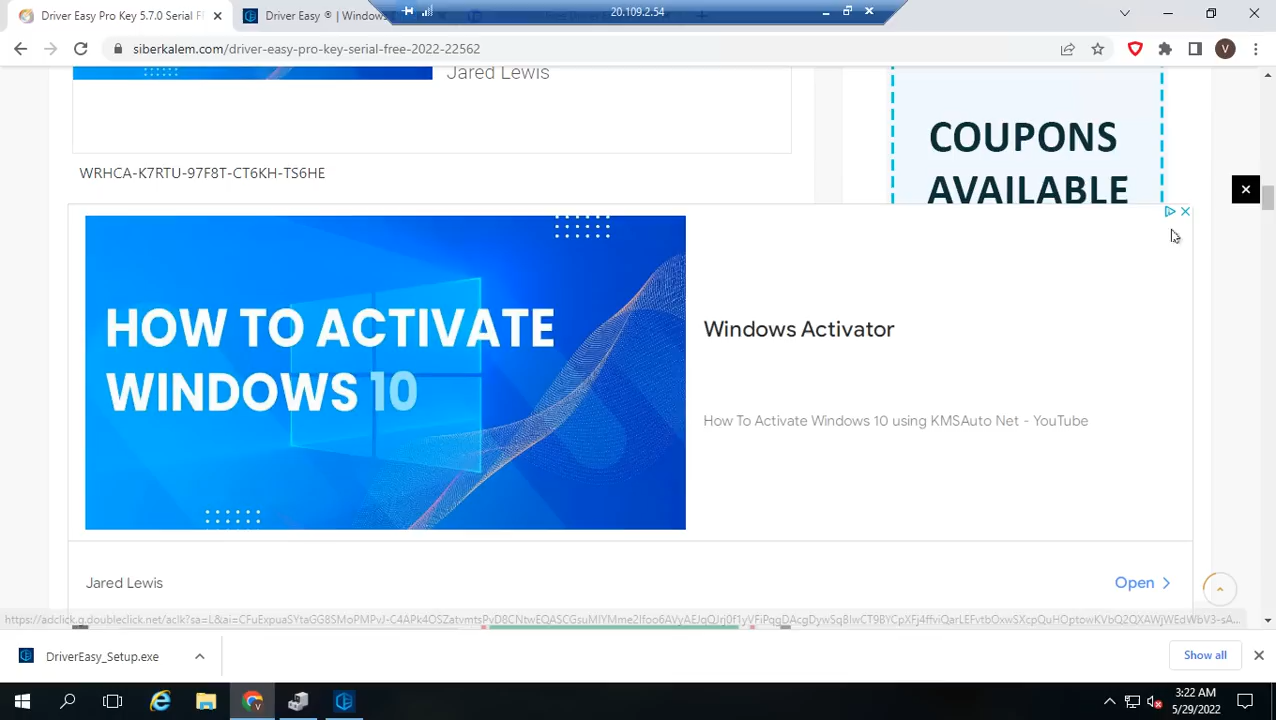 Driver Easy Pro Key 5.7.0 Serial F
Driver Easy ® | Windows
20.109.2.54
siberkalem.com/driver-easy-pro-key-serial-free-2022-22562
V
Jared Lewis
COUPONS
AVAILABLE
WRHCA-K7RTU-97F8T-CT6KH-TS6HE
HOW TO ACTIVATE
WINDOWS 10
Windows Activator
How To Activate Windows 10 using KMSAuto Net - YouTube
Jared Lewis
Open
DriverEasy_Setup.exe
Show all
3:22 AM
5/29/2022